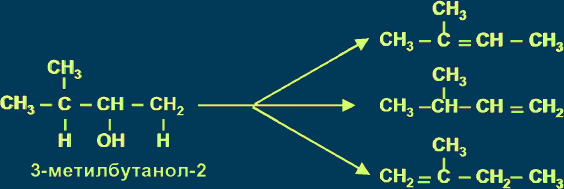 CH₃
CH₃ – C – CH – CH₂
H OH H
3-метилбутанол-2
CH₃
CH₃ – C = CH – CH₃
CH₃
CH₃ – CH – CH = CH₂
CH₃
CH₂ = C – CH₂ – CH₃